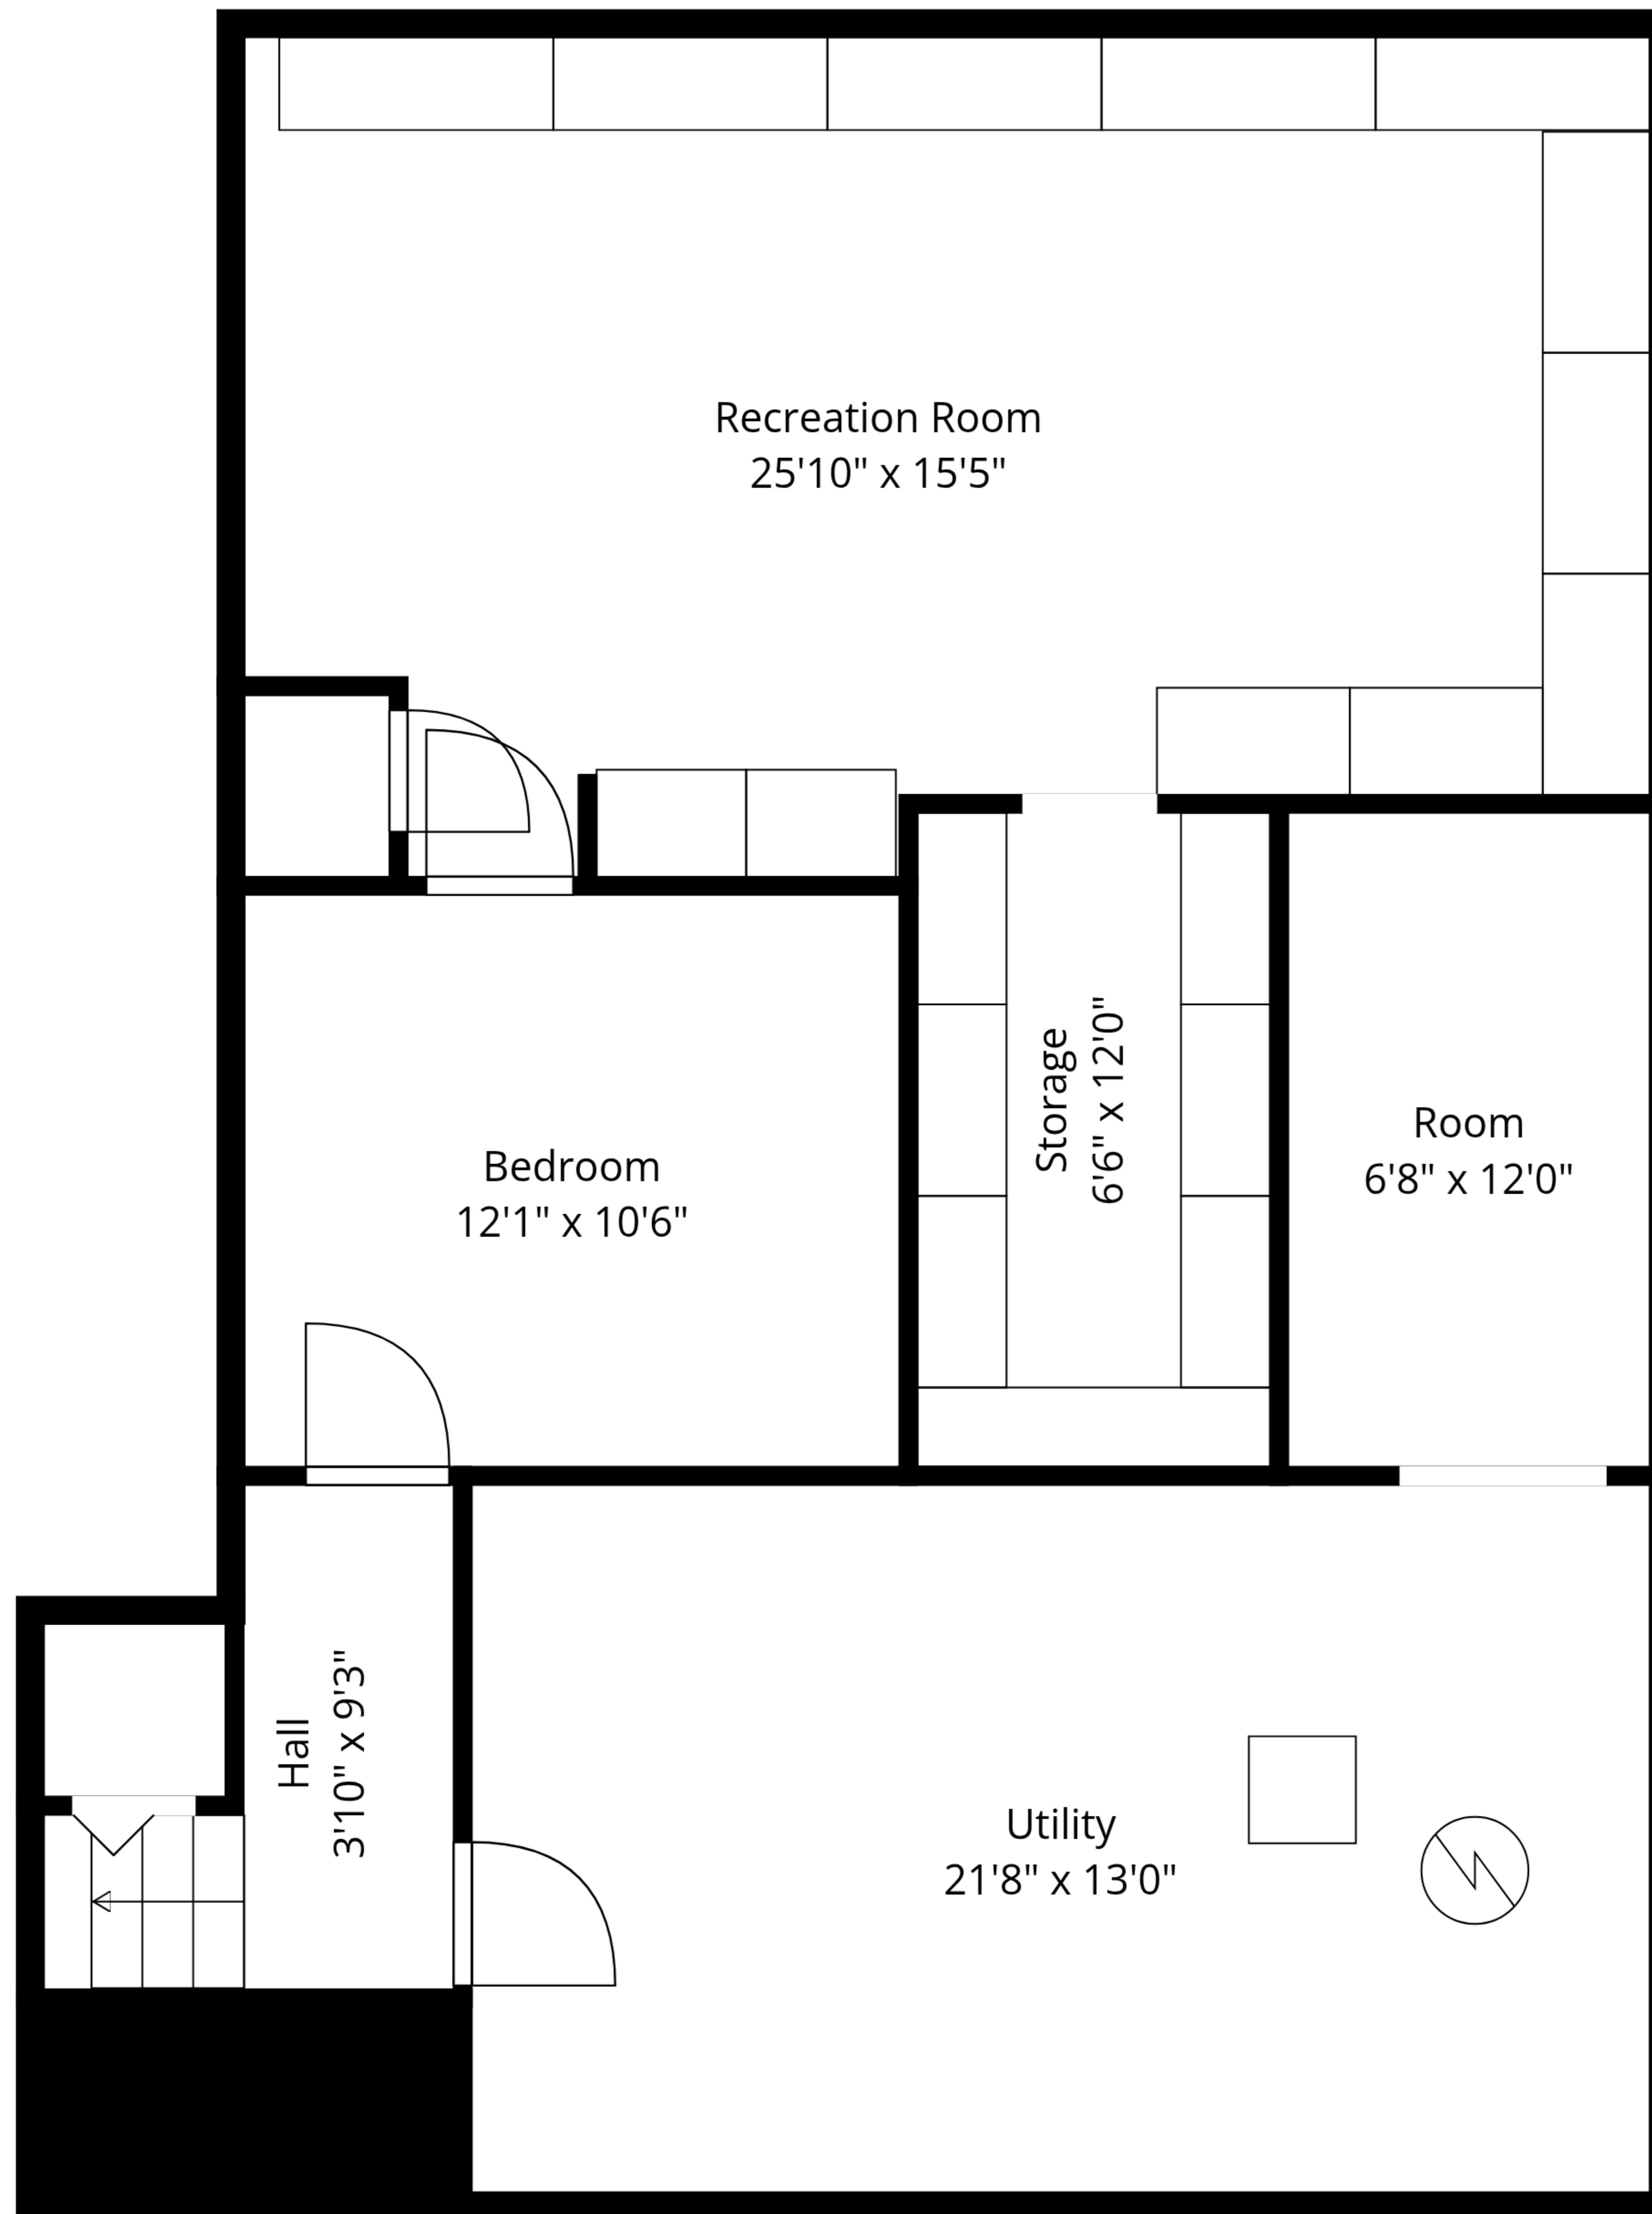 Recreation Room
25'10" x 15'5"
Storage
6'6" x 12'0"
Room
6'8" x 12'0"
Bedroom
12'1" x 10'6"
Hall
3'10" x 9'3"
Utility
21'8" x 13'0"